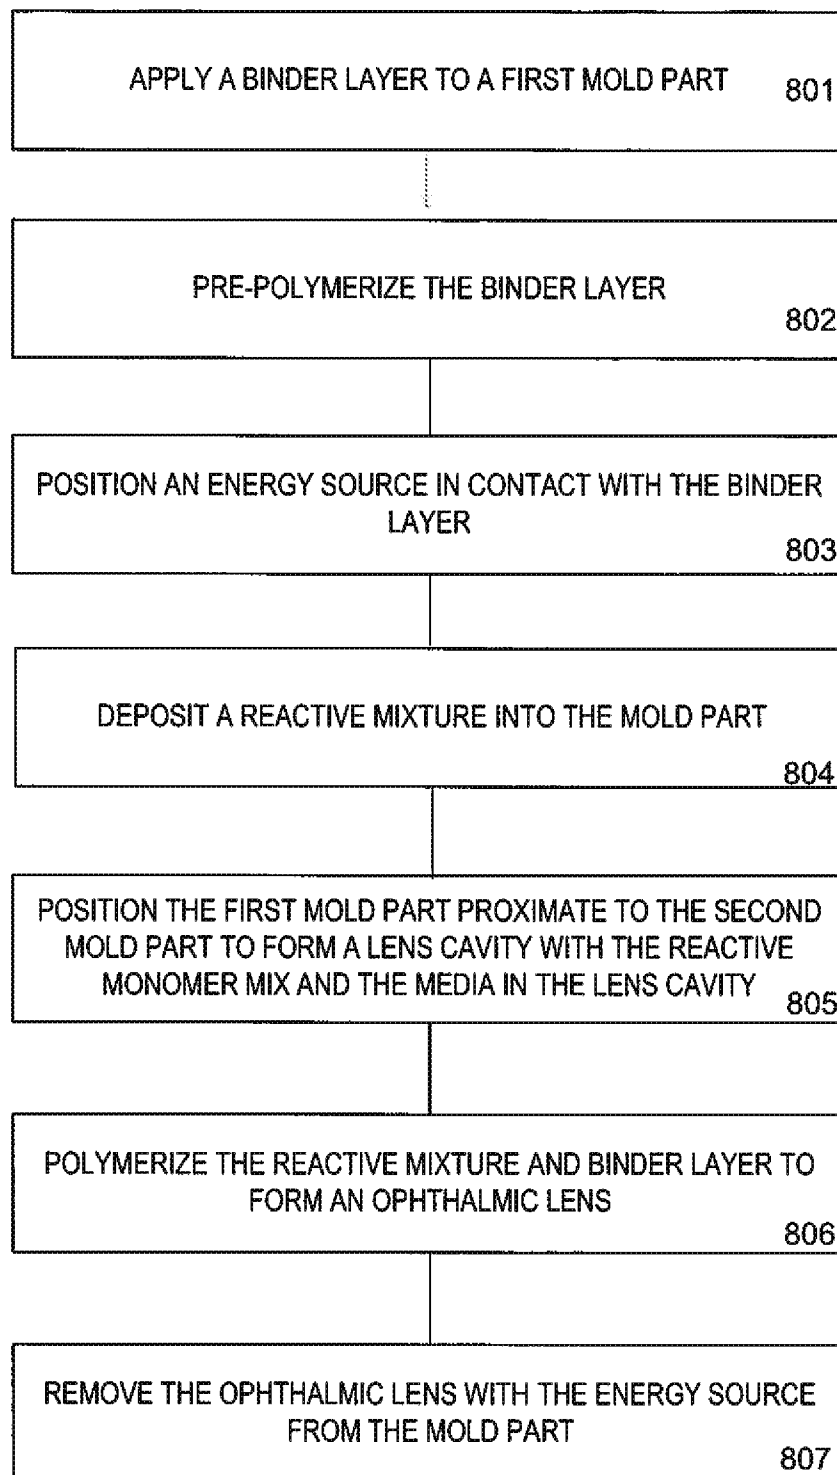 APPLY A BINDER LAYER TO A FIRST MOLD PART
801
PRE-POLYMERIZE THE BINDER LAYER
802
POSITION AN ENERGY SOURCE IN CONTACT WITH THE BINDER
LAYER
803
DEPOSIT A REACTIVE MIXTURE INTO THE MOLD PART
804
POSITION THE FIRST MOLD PART PROXIMATE TO THE SECOND
MOLD PART TO FORM A LENS CAVITY WITH THE REACTIVE
MONOMER MIX AND THE MEDIA IN THE LENS CAVITY
805
POLYMERIZE THE REACTIVE MIXTURE AND BINDER LAYER TO
FORM AN OPHTHALMIC LENS
806
REMOVE THE OPHTHALMIC LENS WITH THE ENERGY SOURCE
FROM THE MOLD PART
807